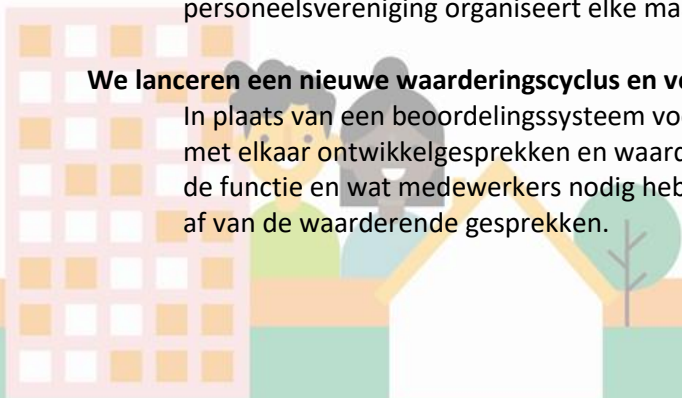 personeelsvereniging organiseert elke ma
We lanceren een nieuwe waarderingscyclus en v
In plaats van een beoordelingssysteem vo
met elkaar ontwikkelgesprekken en waard
de functie en wat medewerkers nodig heb
af van de waarderende gesprekken.